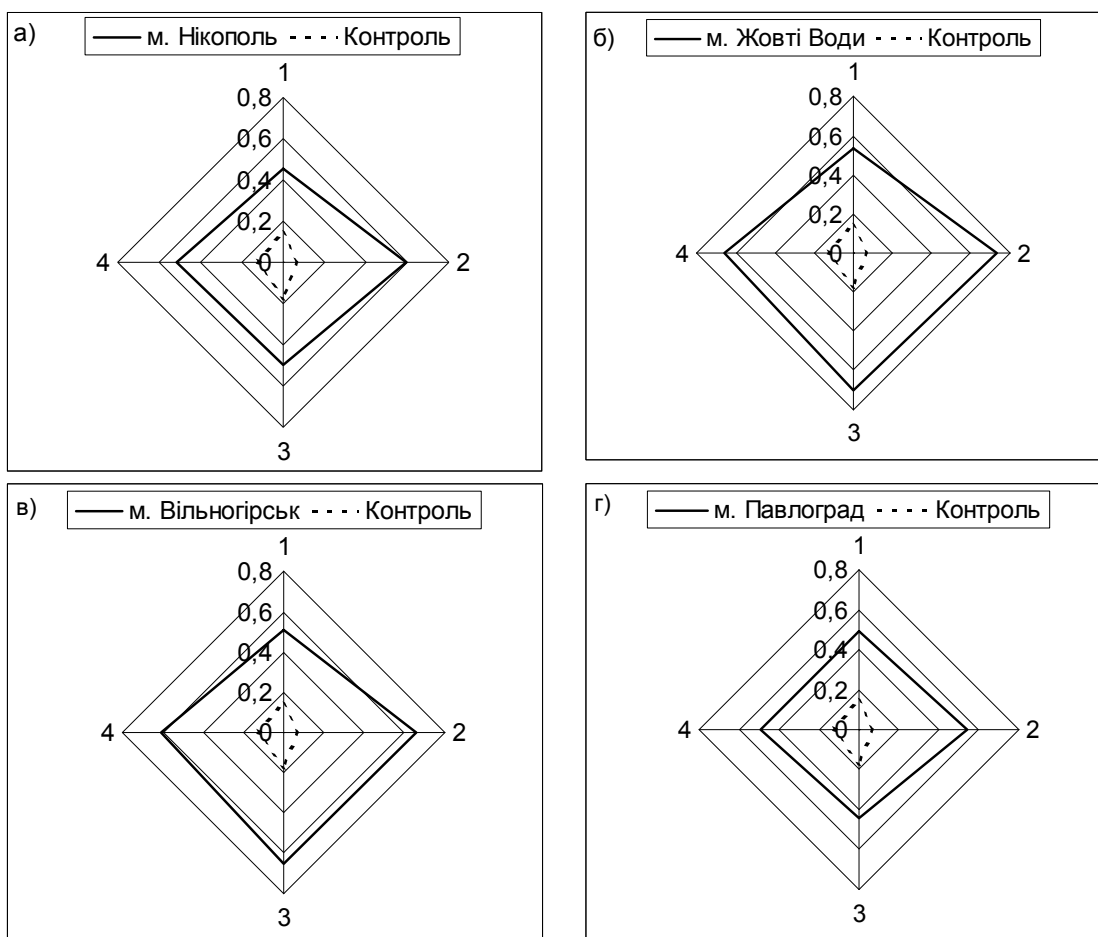 а)
м. Нікополь Контроль
1
0,8
0,6
0,4
0,2
4 0 2
3
б)
м. Жовті Води Контроль
1
0,8
0,6
0,4
0,2
4 0 2
3
в)
м. Вільногірськ Контроль
1
0,8
0,6
0,4
0,2
4 0 2
3
г)
м. Павлоград Контроль
1
0,8
0,6
0,4
0,2
4 0 2
3